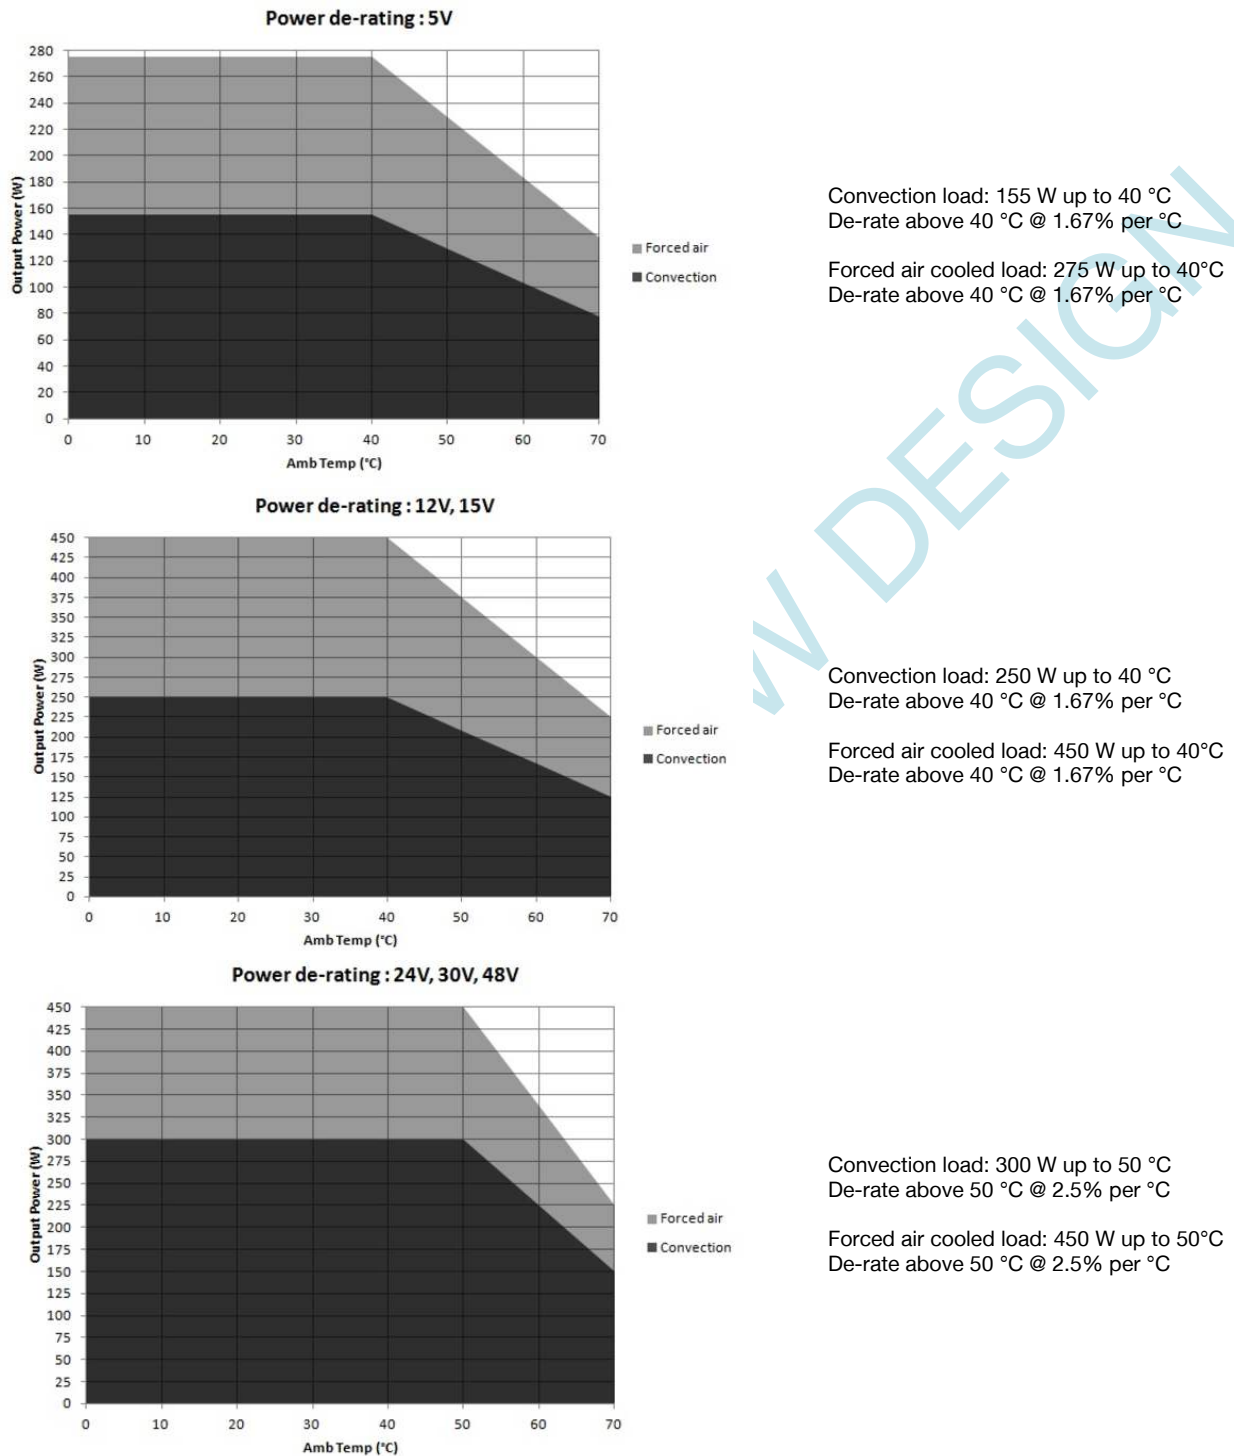 Power de-rating : 5V
280
260
240
220
200
180
160
140
120
100
80
60
40
20
0
Output Power (W)
0 10 20 30 40 50 60 70
Amb Temp (°C)
Forced air
Convection
Convection load: 155 W up to 40 °C
De-rate above 40 °C @ 1.67% per °C
Forced air cooled load: 275 W up to 40°C
De-rate above 40 °C @ 1.67% per °C
Power de-rating : 12V, 15V
450
425
400
375
350
325
300
275
250
225
200
175
150
125
100
75
50
25
0
Output Power (W)
0 10 20 30 40 50 60 70
Amb Temp (°C)
Forced air
Convection
Convection load: 250 W up to 40 °C
De-rate above 40 °C @ 1.67% per °C
Forced air cooled load: 450 W up to 40°C
De-rate above 40 °C @ 1.67% per °C
Power de-rating : 24V, 30V, 48V
450
425
400
375
350
325
300
275
250
225
200
175
150
125
100
75
50
25
0
Output Power (W)
0 10 20 30 40 50 60 70
Amb Temp (°C)
Forced air
Convection
Convection load: 300 W up to 50 °C
De-rate above 50 °C @ 2.5% per °C
Forced air cooled load: 450 W up to 50°C
De-rate above 50 °C @ 2.5% per °C
W DESIGN